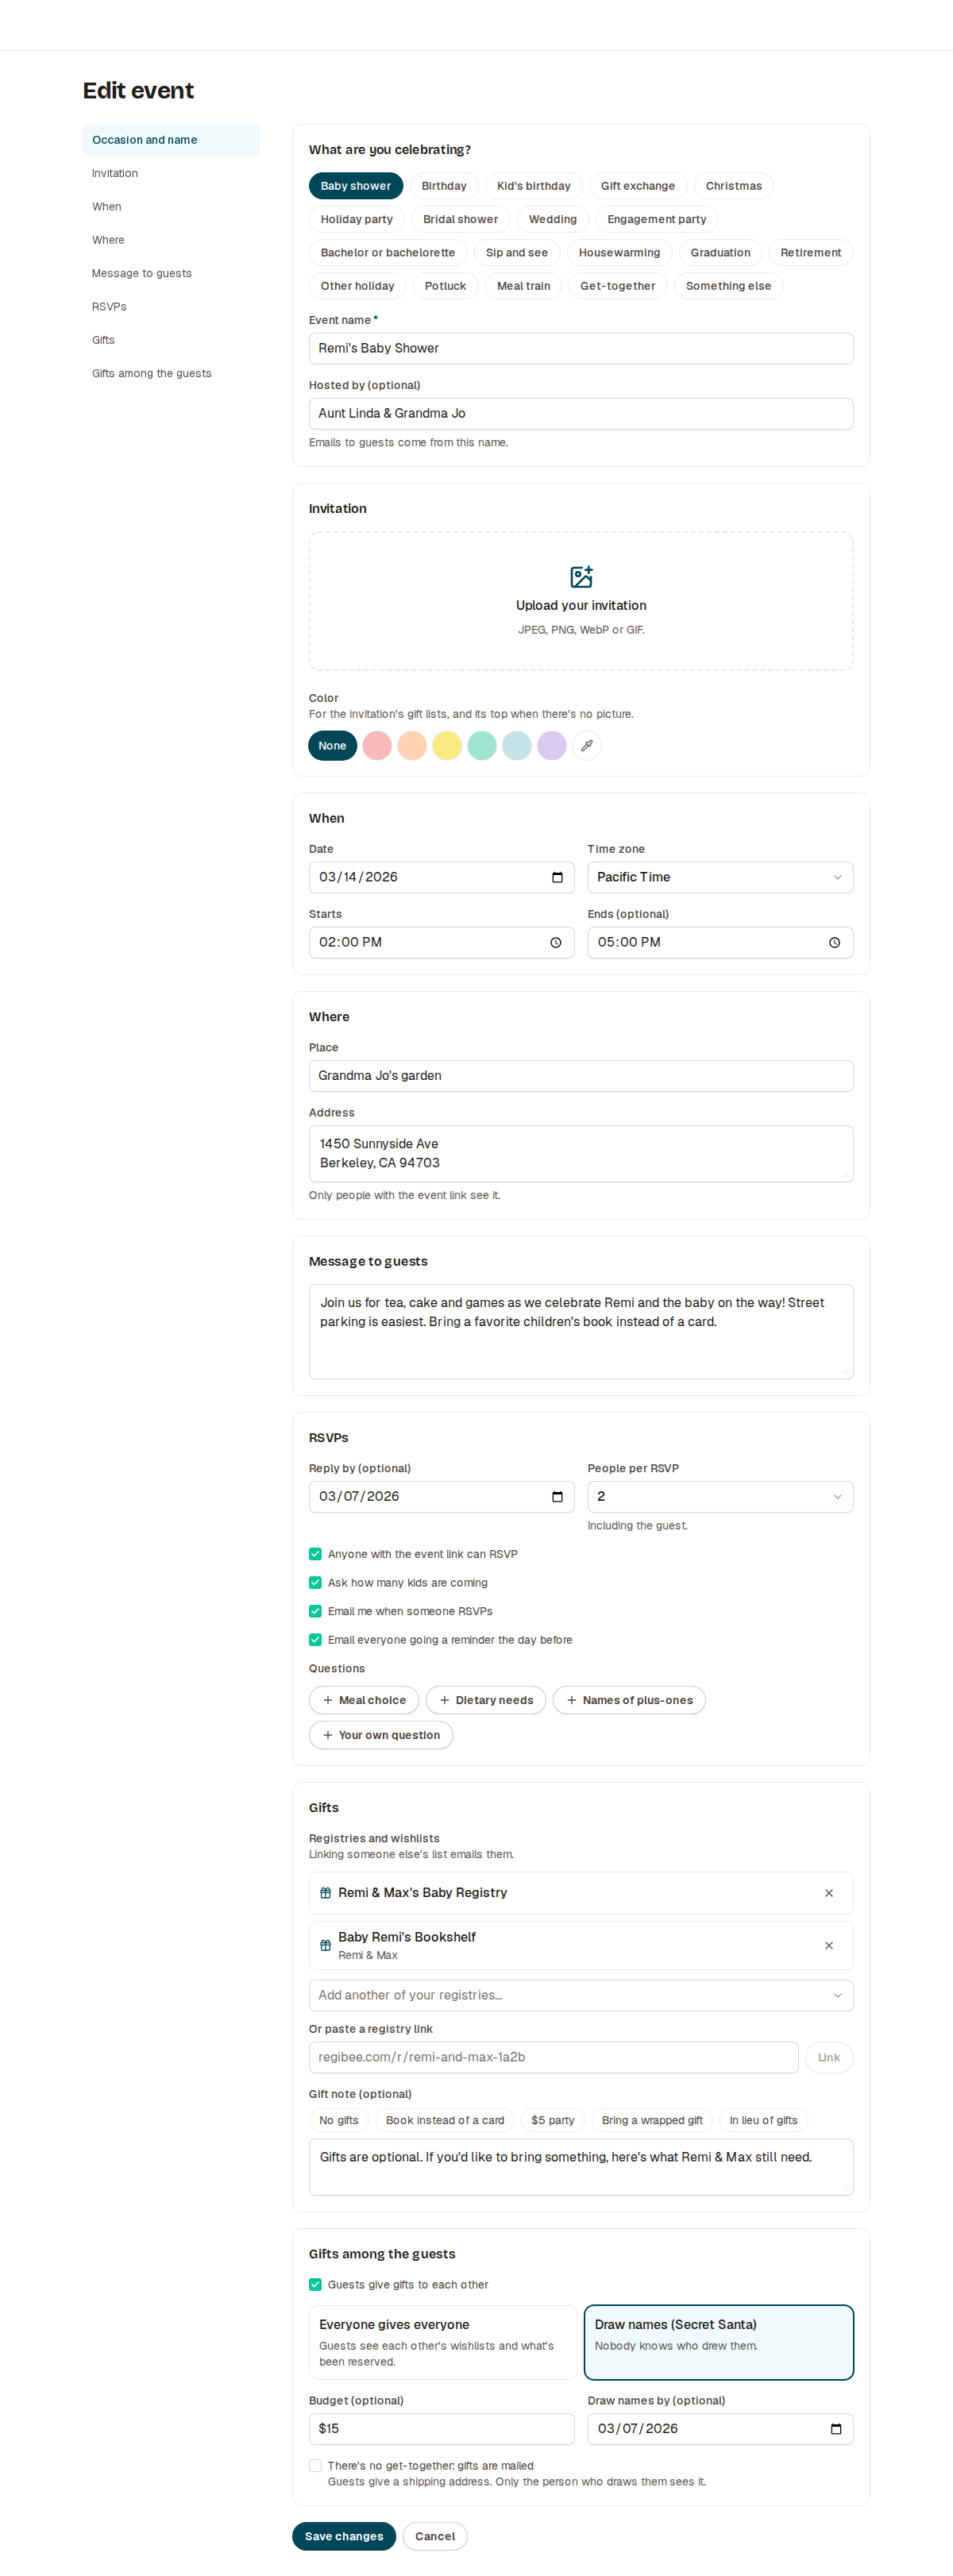 Edit event
Occasion and name
Invitation
When
Where
Message to guests
RSVPs
Gifts
Gifts among the guests
What are you celebrating?
Baby shower Birthday Kid's birthday Gift exchange Christmas
Holiday party Bridal shower Wedding Engagement party
Bachelor or bachelorette Sip and see Housewarming Graduation Retirement
Other holiday Potluck Meal train Get-together Something else
Event name *
Remi's Baby Shower
Hosted by (optional)
Aunt Linda & Grandma Jo
Emails to guests come from this name.
Invitation
Upload your invitation
JPEG, PNG, WebP or GIF.
Color
For the invitation's gift lists, and its top when there's no picture.
None
When
Date Time zone
03/14/2026 Pacific Time
Starts Ends (optional)
02:00 PM 05:00 PM
Where
Place
Grandma Jo's garden
Address
1450 Sunnyside Ave
Berkeley, CA 94703
Only people with the event link see it.
Message to guests
Join us for tea, cake and games as we celebrate Remi and the baby on the way! Street
parking is easiest. Bring a favorite children's book instead of a card.
RSVPs
Reply by (optional) People per RSVP
03/07/2026 2
Including the guest.
Anyone with the event link can RSVP
Ask how many kids are coming
Email me when someone RSVPs
Email everyone going a reminder the day before
Questions
+ Meal choice + Dietary needs + Names of plus-ones
+ Your own question
Gifts
Registries and wishlists
Linking someone else's list emails them.
Remi & Max's Baby Registry
Baby Remi's Bookshelf
Remi & Max
Add another of your registries...
Or paste a registry link
regibee.com/r/remi-and-max-1a2b Link
Gift note (optional)
No gifts Book instead of a card $5 party Bring a wrapped gift In lieu of gifts
Gifts are optional. If you'd like to bring something, here's what Remi & Max still need.
Gifts among the guests
Guests give gifts to each other
Everyone gives everyone
Guests see each other's wishlists and what's
been reserved.
Draw names (Secret Santa)
Nobody knows who drew them.
Budget (optional) Draw names by (optional)
$15 03/07/2026
There's no get-together: gifts are mailed
Guests give a shipping address. Only the person who draws them sees it.
Save changes Cancel